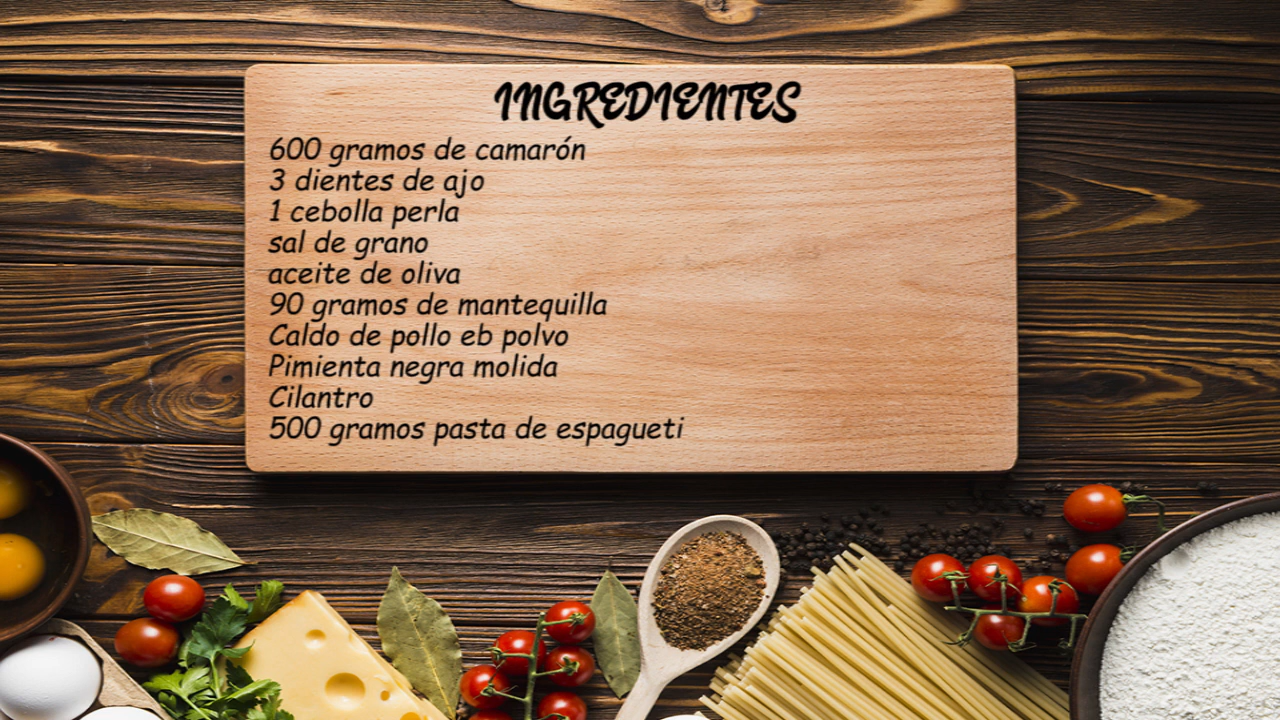 INGREDIENTES
600 gramos de camarón
3 dientes de ajo
1 cebolla perla
sal de grano
aceite de oliva
90 gramos de mantequilla
Caldo de pollo eb polvo
Pimienta negra molida
Cilantro
500 gramos pasta de espagueti